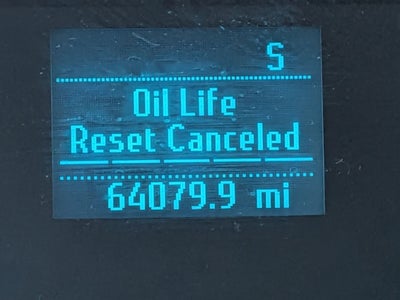 S
Oil Life
Reset Canceled
64079.9 mi